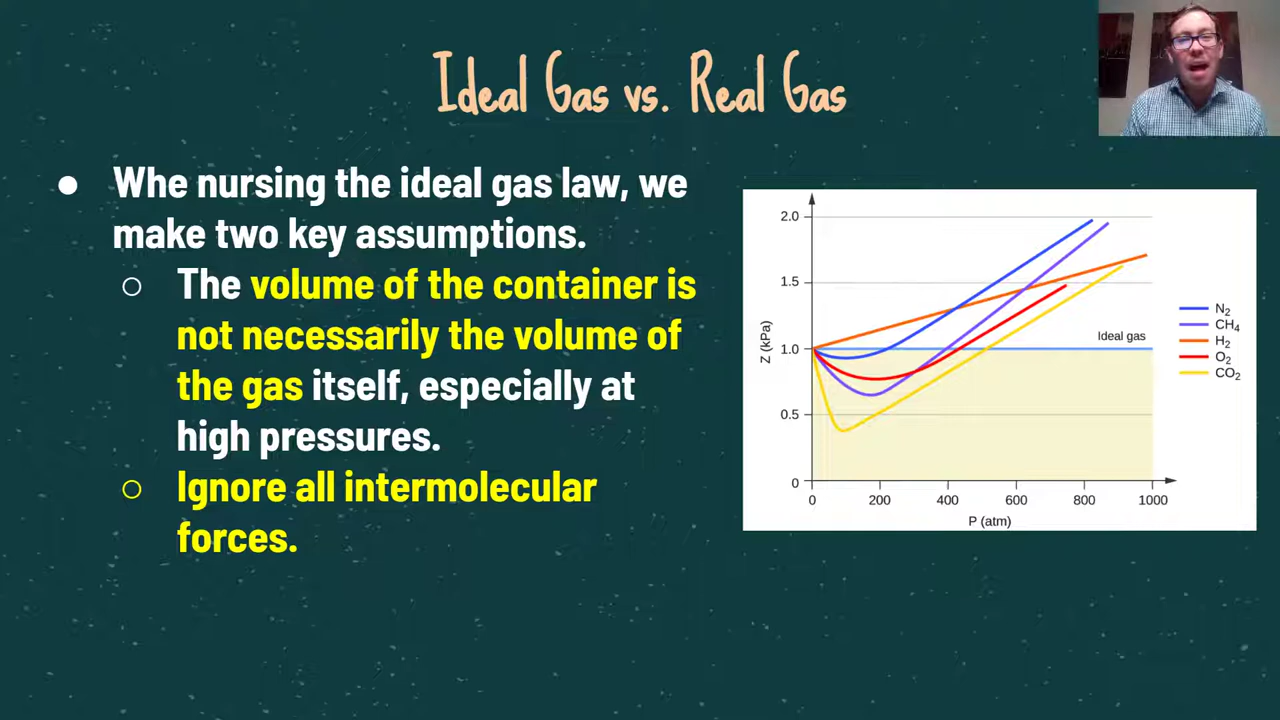 Ideal Gas vs. Real Gas
● Whe nursing the ideal gas law, we
make two key assumptions.
○ The volume of the container is
not necessarily the volume of
the gas itself, especially at
high pressures.
○ Ignore all intermolecular
forces.
2.0
1.5
1.0
0.5
0
Z (kPa)
Ideal gas
0 200 400 600 800 1000
P (atm)
N₂
CH₄
H₂
O₂
CO₂